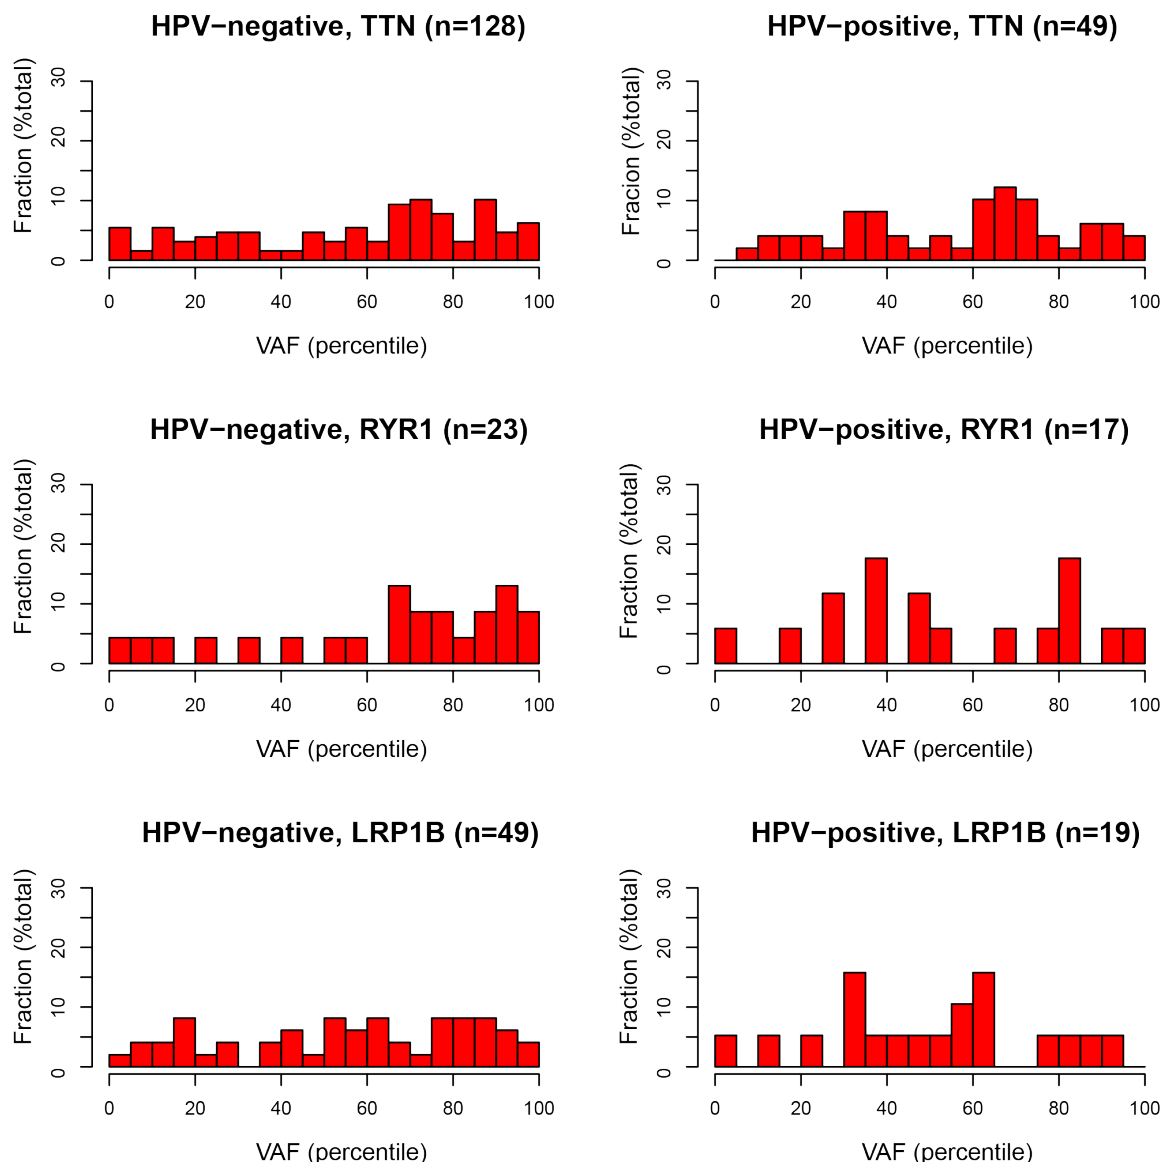 HPV−negative, TTN (n=128)
Fraction (%total)
0 10 20 30
0 20 40 60 80 100
VAF (percentile)
HPV−positive, TTN (n=49)
Fracion (%total)
0 10 20 30
0 20 40 60 80 100
VAF (percentile)
HPV−negative, RYR1 (n=23)
Fraction (%total)
0 10 20 30
0 20 40 60 80 100
VAF (percentile)
HPV−positive, RYR1 (n=17)
Fraction (%total)
0 10 20 30
0 20 40 60 80 100
VAF (percentile)
HPV−negative, LRP1B (n=49)
Fraction (%total)
0 10 20 30
0 20 40 60 80 100
VAF (percentile)
HPV−positive, LRP1B (n=19)
Fraction (%total)
0 10 20 30
0 20 40 60 80 100
VAF (percentile)